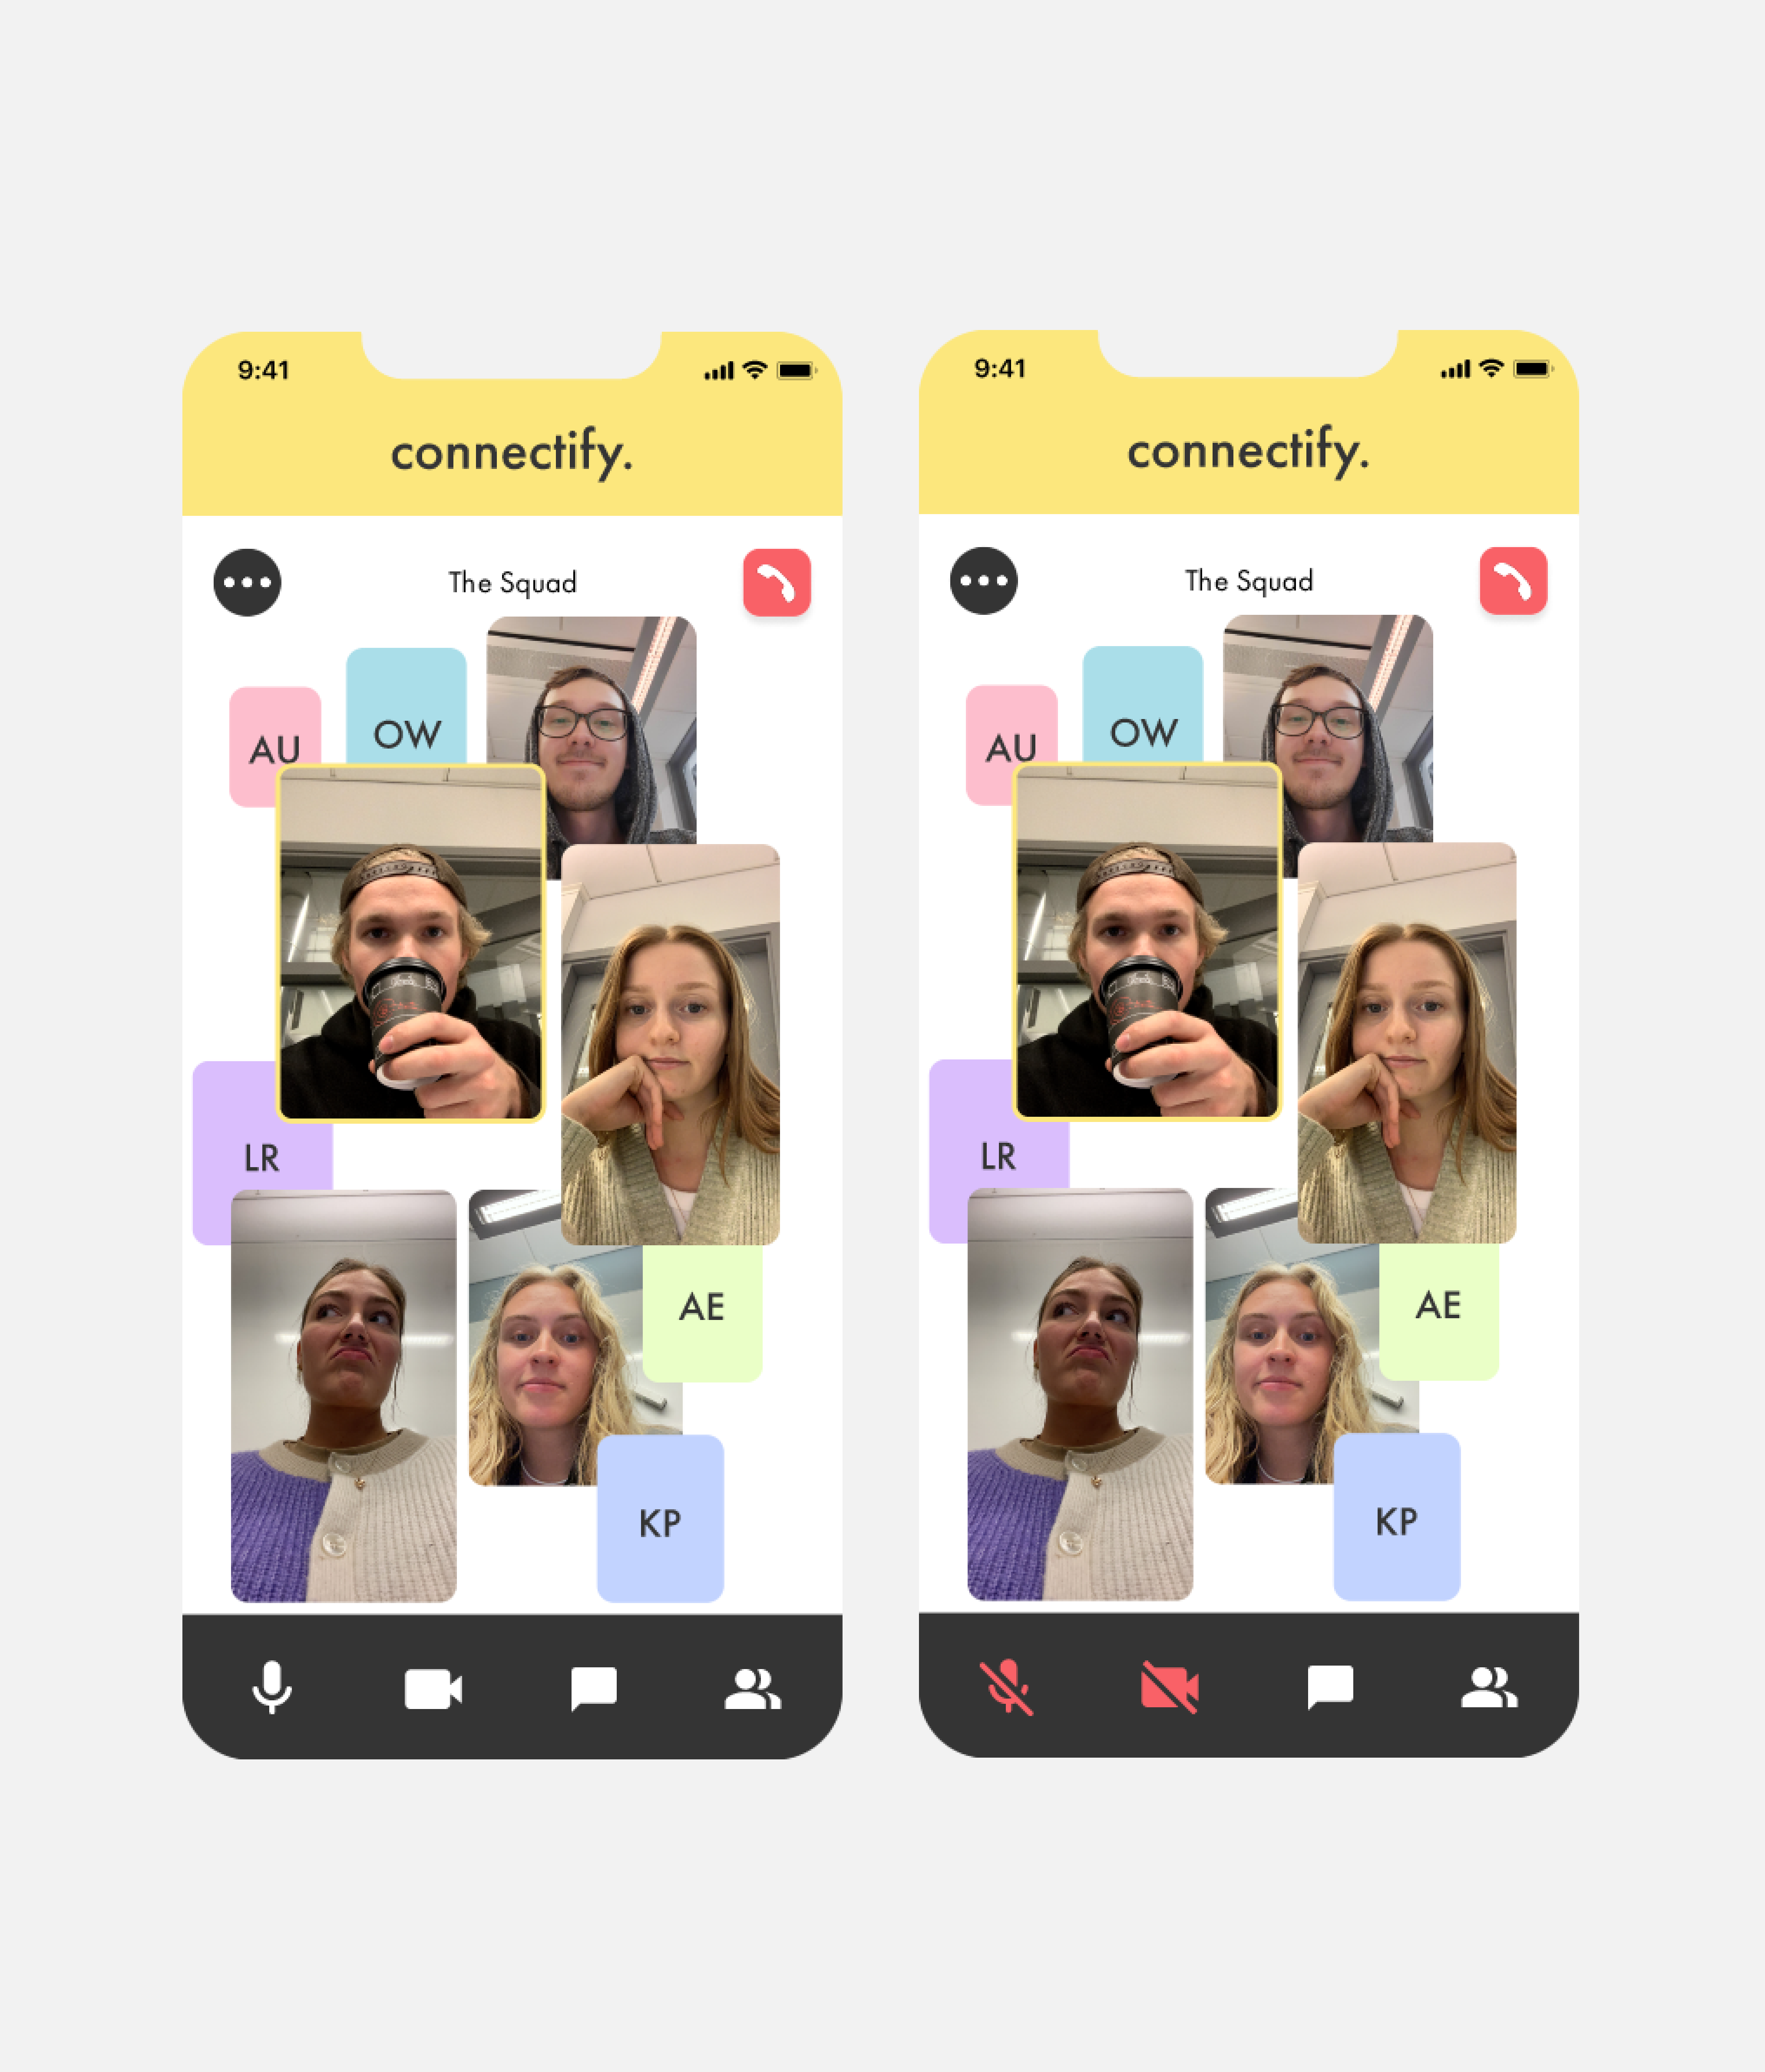 9:41
connectify.
The Squad
AU
OW
LR
AE
KP
9:41
connectify.
The Squad
AU
OW
LR
AE
KP